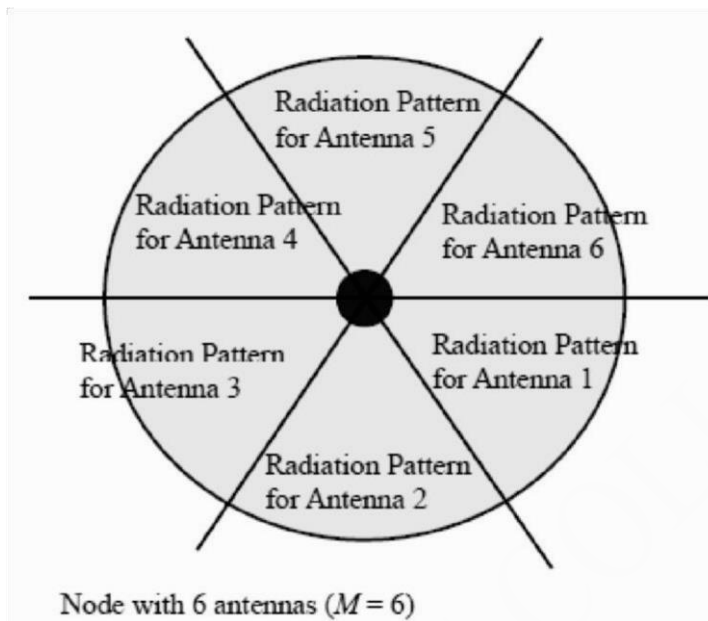 Radiation Pattern
for Antenna 5
Radiation Pattern
for Antenna 4
Radiation Pattern
for Antenna 6
Radiation Pattern
for Antenna 3
Radiation Pattern
for Antenna 1
Radiation Pattern
for Antenna 2
Node with 6 antennas (M = 6)